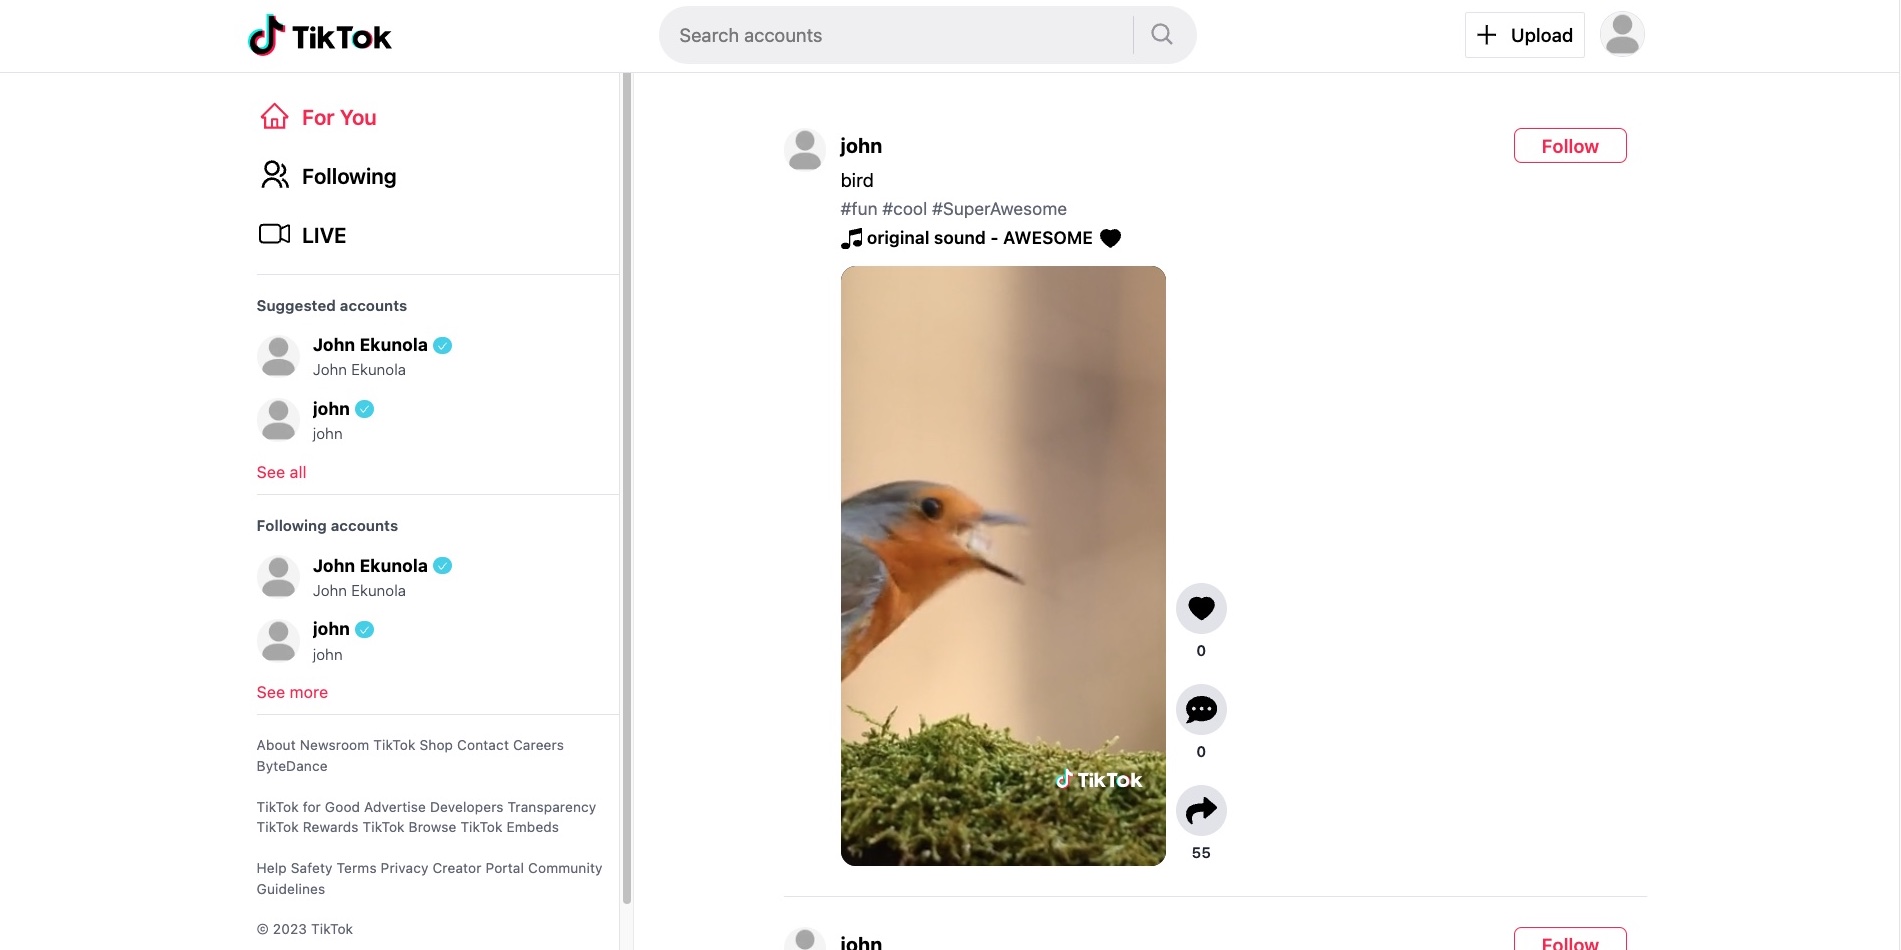 TikTok
Search accounts
Upload
For You
Following
LIVE
Suggested accounts
John Ekunola
John Ekunola
john
john
See all
Following accounts
John Ekunola
John Ekunola
john
john
See more
About Newsroom TikTok Shop Contact Careers
ByteDance
TikTok for Good Advertise Developers Transparency
TikTok Rewards TikTok Browse TikTok Embeds
Help Safety Terms Privacy Creator Portal Community
Guidelines
© 2023 TikTok
john
Follow
bird
#fun #cool #SuperAwesome
original sound - AWESOME
TikTok
0
0
55
john
Follow